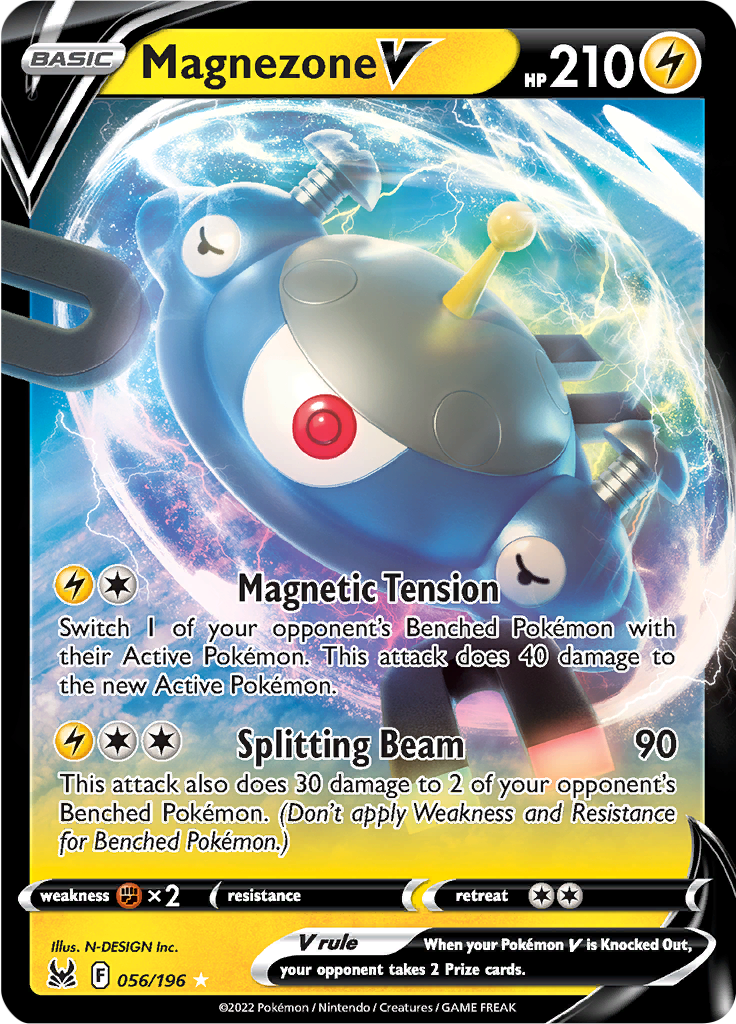 BASIC MagnezoneV HP210
Magnetic Tension
Switch 1 of your opponent's Benched Pokémon with
their Active Pokémon. This attack does 40 damage to
the new Active Pokémon.
Splitting Beam 90
This attack also does 30 damage to 2 of your opponent's
Benched Pokémon. (Don't apply Weakness and Resistance
for Benched Pokémon.)
weakness ×2 resistance retreat
Illus. N-DESIGN Inc.
V rule When your Pokémon V is Knocked Out,
your opponent takes 2 Prize cards.
F 056/196 ★
©2022 Pokémon / Nintendo / Creatures / GAME FREAK